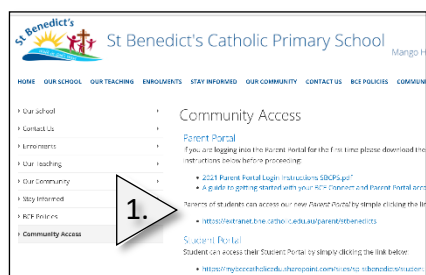 St Benedict's
St Benedict's Catholic Primary School
Mango H
HOME OUR SCHOOL OUR TEACHING ENROLMENTS STAY INFORMED OUR COMMUNITY CONTACT US BCE POLICIES COMMUN
Our School
Contact Us
Enrolments
Our Teaching
Our Community
Stay Informed
BCE Policies
Community Access
1.
Community Access
Parent Portal
If you are logging into the Parent Portal for the first time please download the
instructions below before proceeding:
2021 Parent Portal Login Instructions SBCPS.pdf
A guide to getting started with your BCE Connect and Parent Portal acco
Parents of students can access our new Parent Portal by simply clicking the lin
https://extranet.bne.catholic.edu.au/parent/stbenedicts
Student Portal
Student can access their Student Portal by simply clicking the link below: